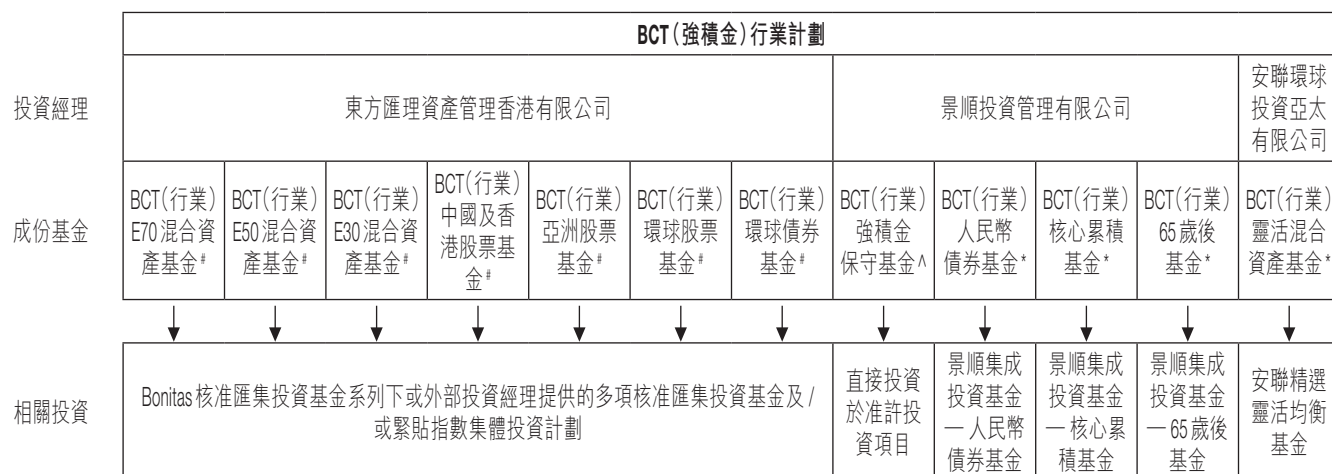 BCT（強積金）行業計劃
投資經理
東方匯理資產管理香港有限公司
景順投資管理有限公司
安聯環球
投資亞太
有限公司
成份基金
BCT（行業）
E70混合資
產基金#
BCT（行業）
E50混合資
產基金#
BCT（行業）
E30混合資
產基金#
BCT（行業）
中國及香
港股票基
金#
BCT（行業）
亞洲股票
基金#
BCT（行業）
環球股票
基金#
BCT（行業）
環球債券
基金#
BCT（行業）
強積金
保守基金^
BCT（行業）
人民幣
債券基金*
BCT（行業）
核心累積
基金*
BCT（行業）
65歲後
基金*
BCT（行業）
靈活混合
資產基金*
相關投資
Bonitas核准匯集投資基金系列下或外部投資經理提供的多項核准匯集投資基金及/
或緊貼指數集體投資計劃
直接投資
於准許投
資項目
景順集成
投資基金
—人民幣
債券基金
景順集成
投資基金
—核心累
積基金
景順集成
投資基金
—65歲後
基金
安聯精選
靈活均衡
基金